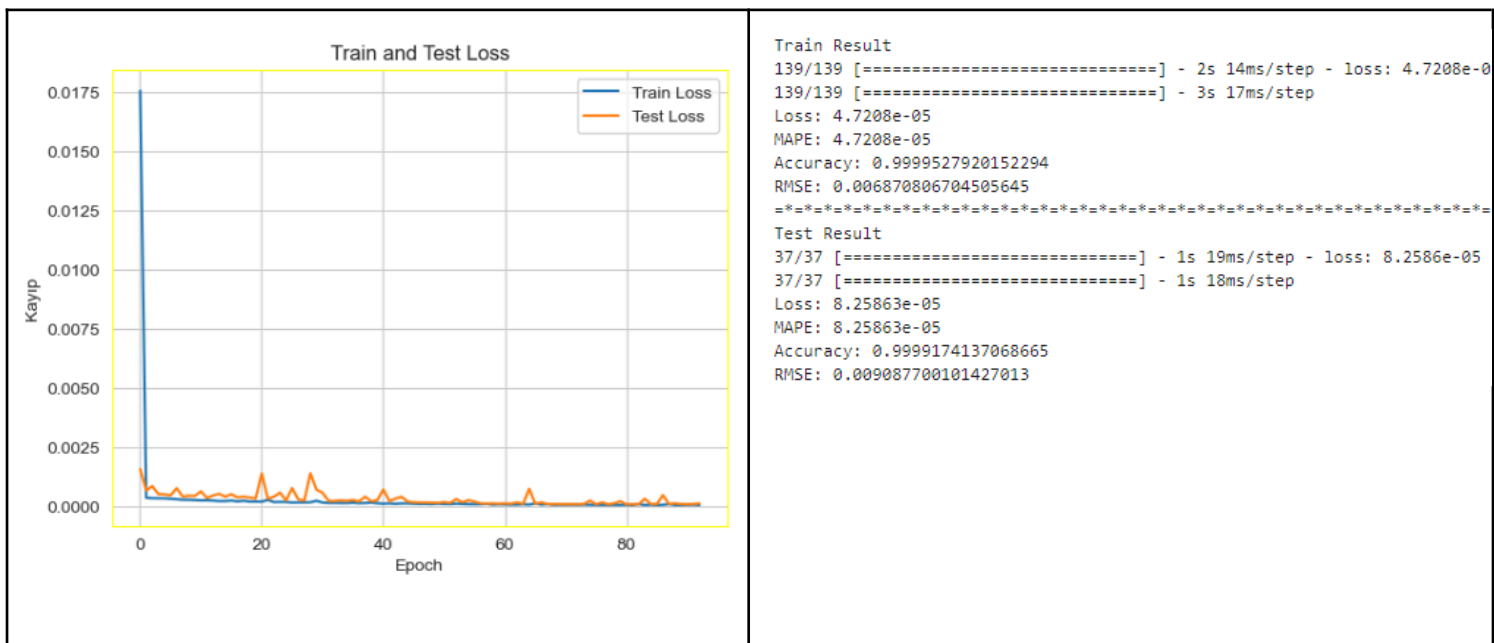 Train and Test Loss
Train Loss
Test Loss
0.0175
0.0150
0.0125
0.0100
0.0075
0.0050
0.0025
0.0000
Kayıp
0
20
40
60
80
Epoch
Train Result
139/139 [==============================] - 2s 14ms/step - loss: 4.7208e-0
139/139 [==============================] - 3s 17ms/step
Loss: 4.7208e-05
MAPE: 4.7208e-05
Accuracy: 0.9999527920152294
RMSE: 0.006870806704505645
=*=*=*=*=*=*=*=*=*=*=*=*=*=*=*=*=*=*=*=*=*=*=*=*=*=*=*=*=*=*=*=*=*=*=*=*=
Test Result
37/37 [==============================] - 1s 19ms/step - loss: 8.2586e-05
37/37 [==============================] - 1s 18ms/step
Loss: 8.25863e-05
MAPE: 8.25863e-05
Accuracy: 0.9999174137068665
RMSE: 0.009087700101427013